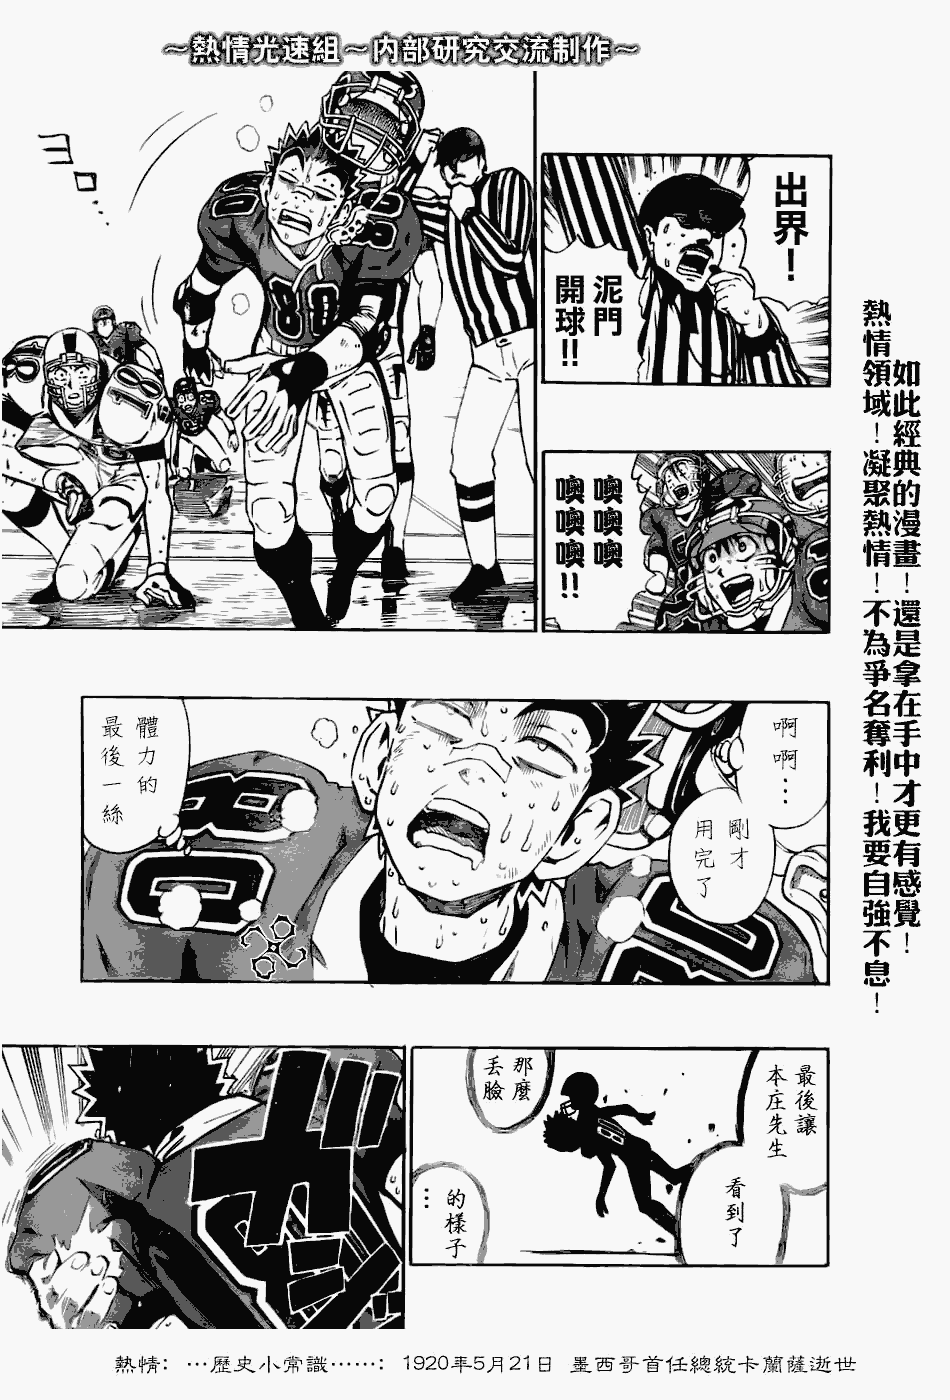 ～熱情光速組～内部研究交流制作～
出界！
泥門
開球!!
ヨロ…
噢噢噢
噢噢噢!!
啊啊…
剛才
用完了
體力的
最後一絲
最後讓
本庄先生
看到了
那麼
丟臉
的樣子
…
ガガッ
如此經典的漫畫！還是拿在手中才更有感覺！
熱情領域！凝聚熱情！不為爭名奪利！我要自強不息！
熱情：…歷史小常識……：1920年5月21日 墨西哥首任總統卡蘭薩逝世